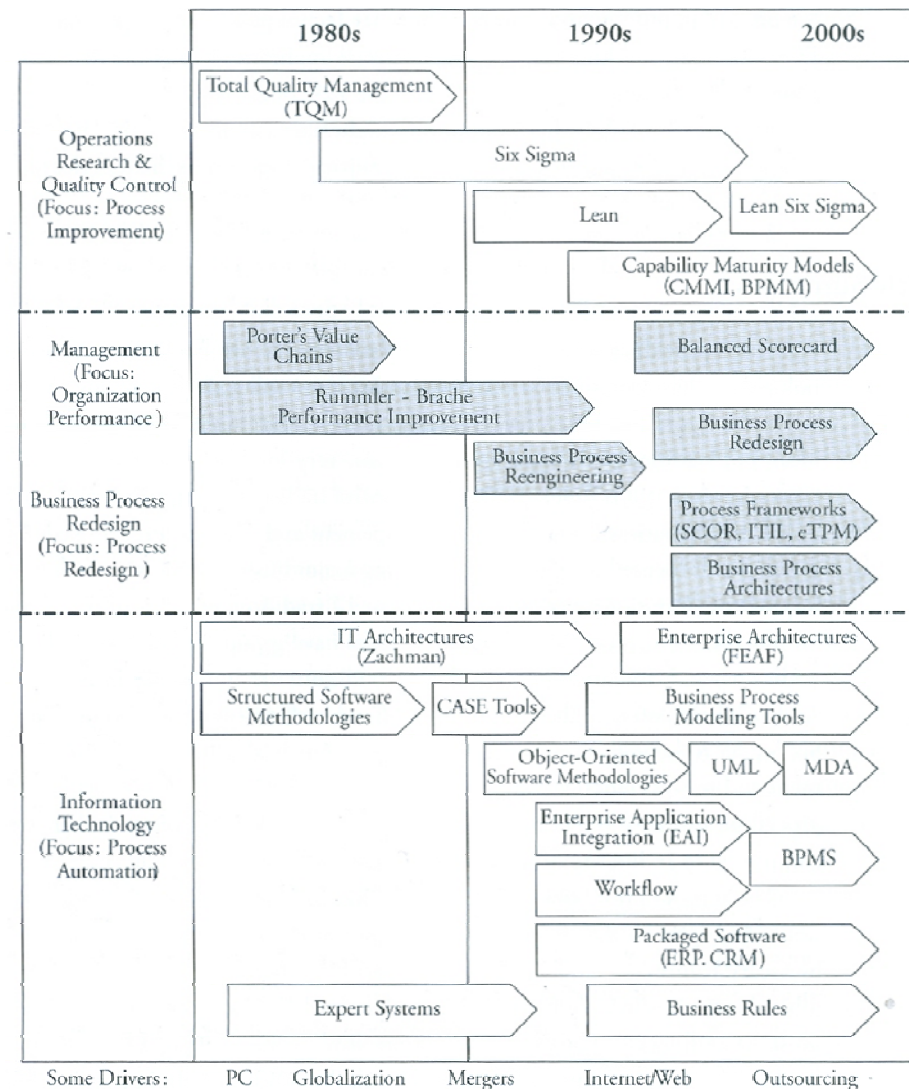 1980s 1990s 2000s
Operations
Research &
Quality Control
(Focus: Process
Improvement)
Total Quality Management
(TQM)
Six Sigma
Lean
Lean Six Sigma
Capability Maturity Models
(CMMI, BPMM)
Management
(Focus:
Organization
Performance )
Business Process
Redesign
(Focus: Process
Redesign )
Porter's Value
Chains
Balanced Scorecard
Rummler - Brache
Performance Improvement
Business Process
Redesign
Business Process
Reengineering
Process Frameworks
(SCOR, ITIL, eTPM)
Business Process
Architectures
Information
Technology
(Focus: Process
Automation)
IT Architectures
(Zachman)
Enterprise Architectures
(FEAF)
Structured Software
Methodologies
CASE Tools
Business Process
Modeling Tools
Object-Oriented
Software Methodologies
UML
MDA
Enterprise Application
Integration (EAI)
BPMS
Workflow
Packaged Software
(ERP. CRM)
Expert Systems
Business Rules
Some Drivers: PC Globalization Mergers Internet/Web Outsourcing